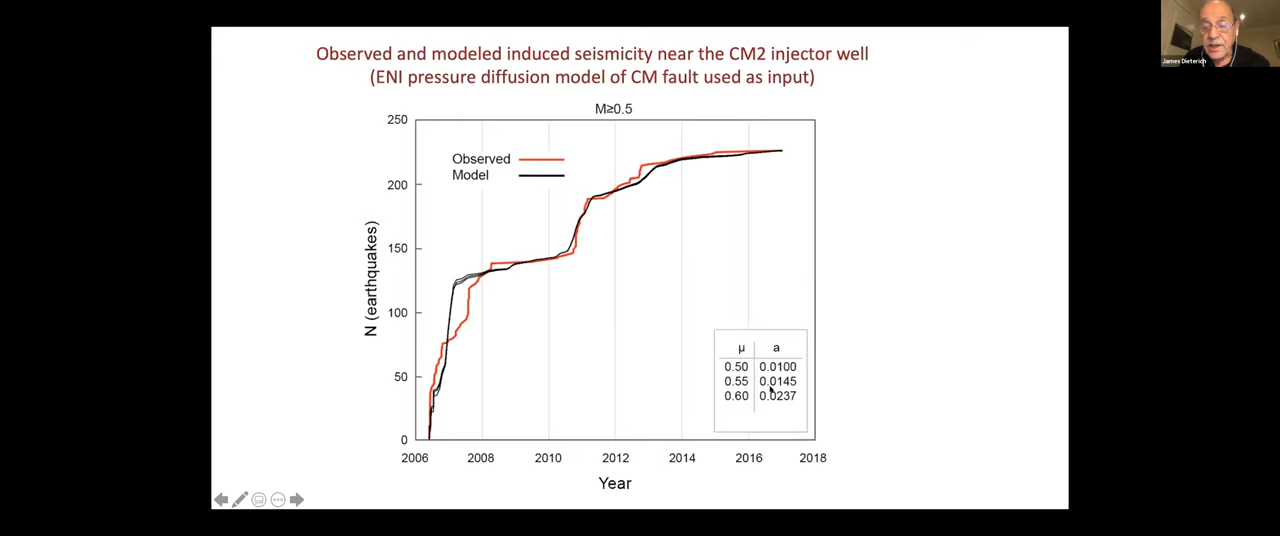 Observed and modeled induced seismicity near the CM2 injector well
(ENI pressure diffusion model of CM fault used as input)
James Dieterich
M≥0.5
250
200
150
100
50
0
N (earthquakes)
Observed
Model
μ a
0.50 0.0100
0.55 0.0145
0.60 0.0237
2006 2008 2010 2012 2014 2016 2018
Year